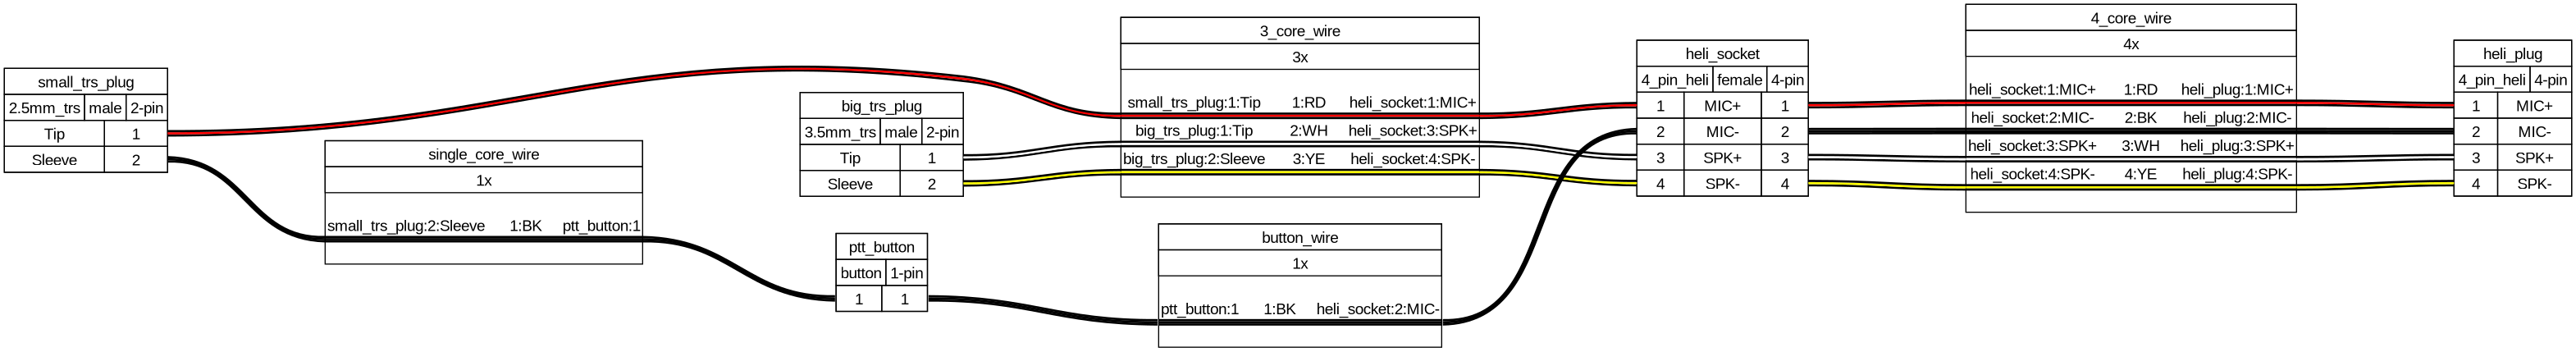 small_trs_plug
2.5mm_trs male 2-pin
Tip 1
Sleeve 2
single_core_wire
1x
small_trs_plug:2:Sleeve 1:BK ptt_button:1
big_trs_plug
3.5mm_trs male 2-pin
Tip 1
Sleeve 2
ptt_button
button 1-pin
1 1
3_core_wire
3x
small_trs_plug:1:Tip 1:RD heli_socket:1:MIC+
big_trs_plug:1:Tip 2:WH heli_socket:3:SPK+
big_trs_plug:2:Sleeve 3:YE heli_socket:4:SPK-
button_wire
1x
ptt_button:1 1:BK heli_socket:2:MIC-
heli_socket
4_pin_heli female 4-pin
1 MIC+ 1
2 MIC- 2
3 SPK+ 3
4 SPK- 4
4_core_wire
4x
heli_socket:1:MIC+ 1:RD heli_plug:1:MIC+
heli_socket:2:MIC- 2:BK heli_plug:2:MIC-
heli_socket:3:SPK+ 3:WH heli_plug:3:SPK+
heli_socket:4:SPK- 4:YE heli_plug:4:SPK-
heli_plug
4_pin_heli 4-pin
1 MIC+
2 MIC-
3 SPK+
4 SPK-